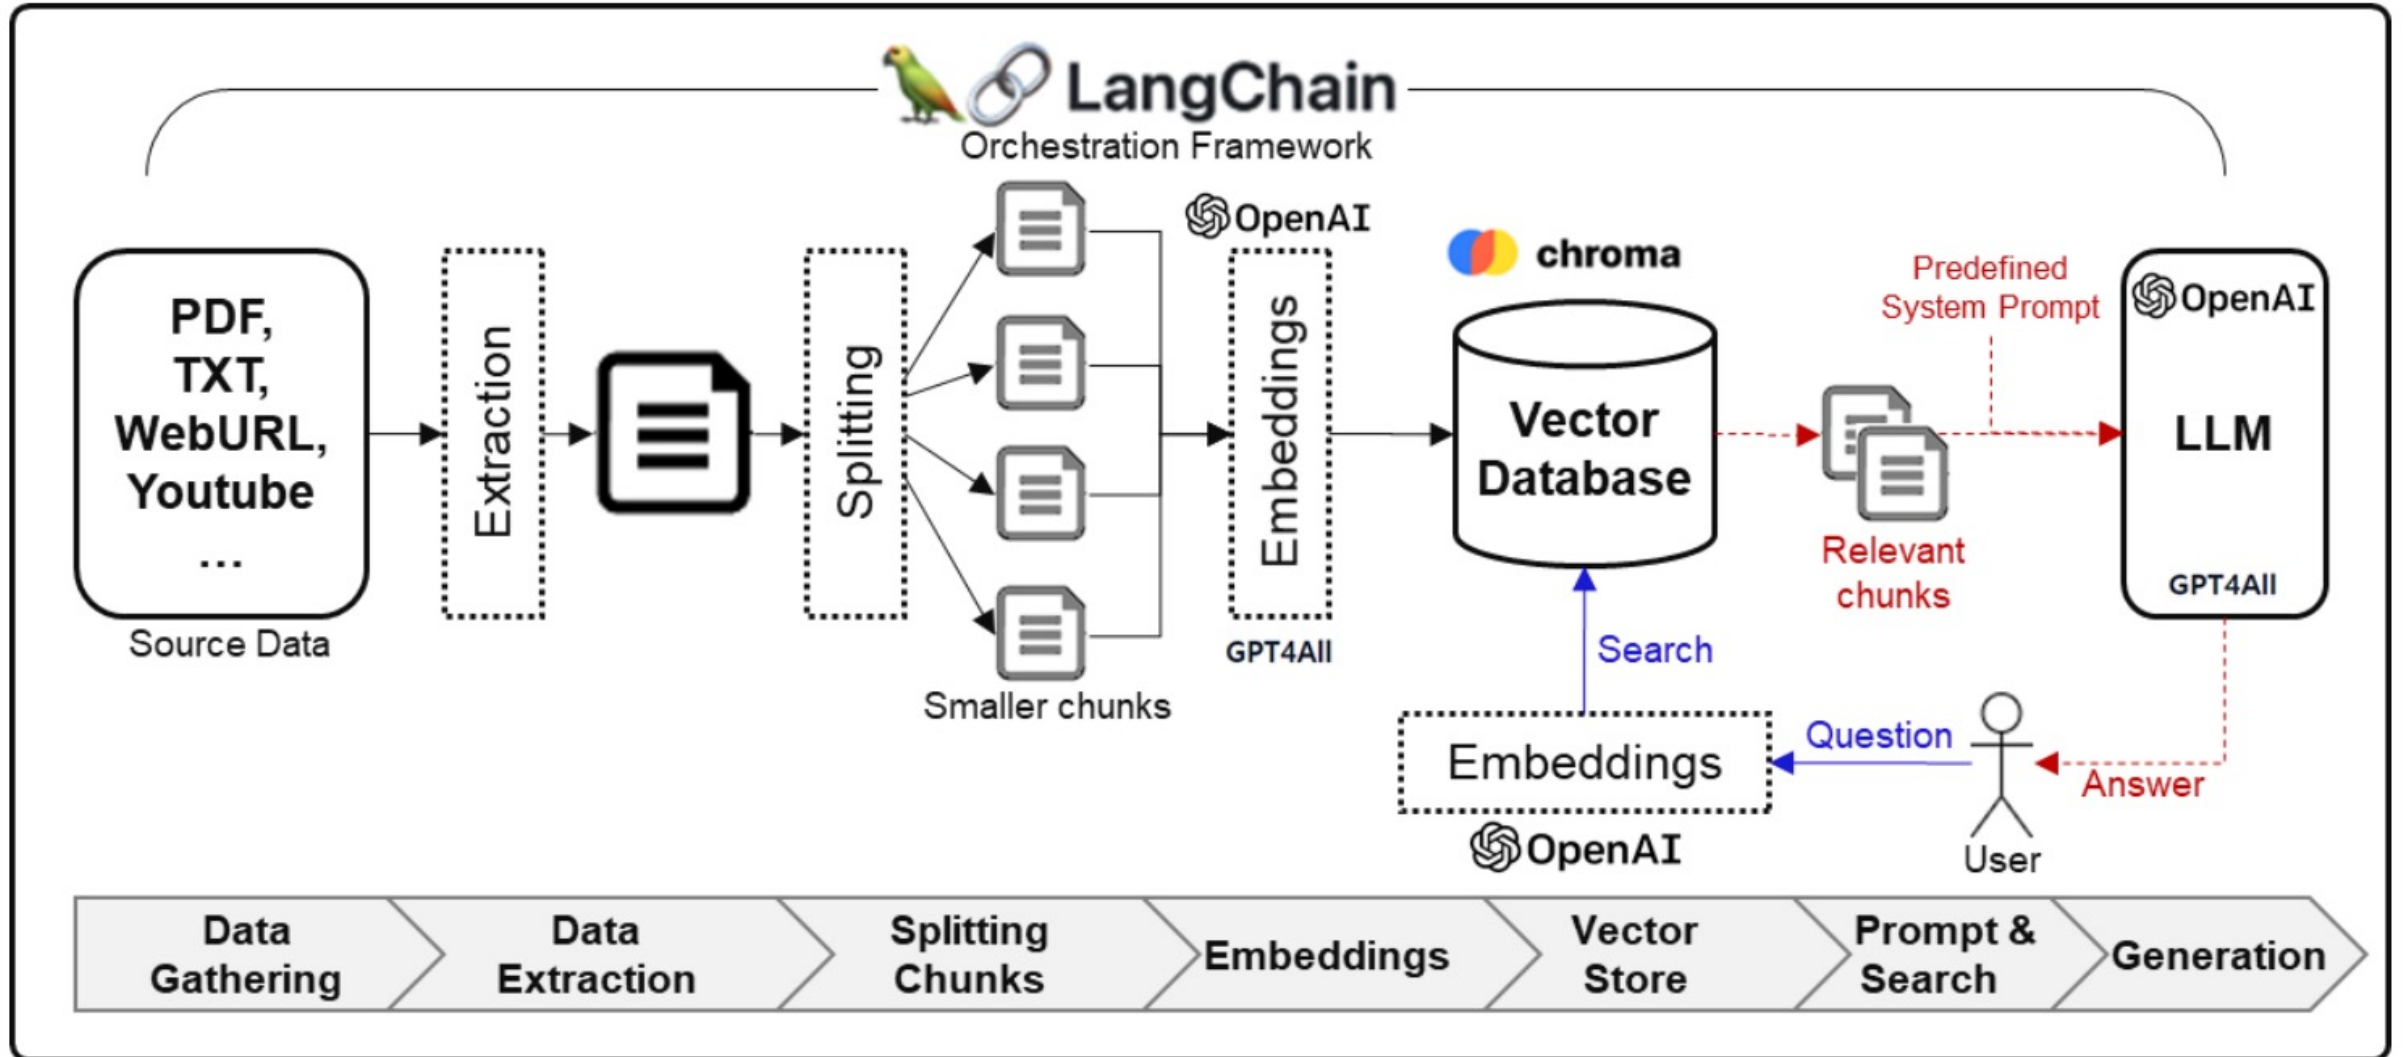 LangChain
Orchestration Framework
PDF,
TXT,
WebURL,
Youtube
...
Source Data
Extraction
Splitting
Smaller chunks
OpenAI
Embeddings
GPT4All
chroma
Vector
Database
Predefined
System Prompt
Relevant
chunks
OpenAI
LLM
GPT4All
Search
Embeddings
OpenAI
Question
User
Answer
Data
Gathering
Data
Extraction
Splitting
Chunks
Embeddings
Vector
Store
Prompt &
Search
Generation